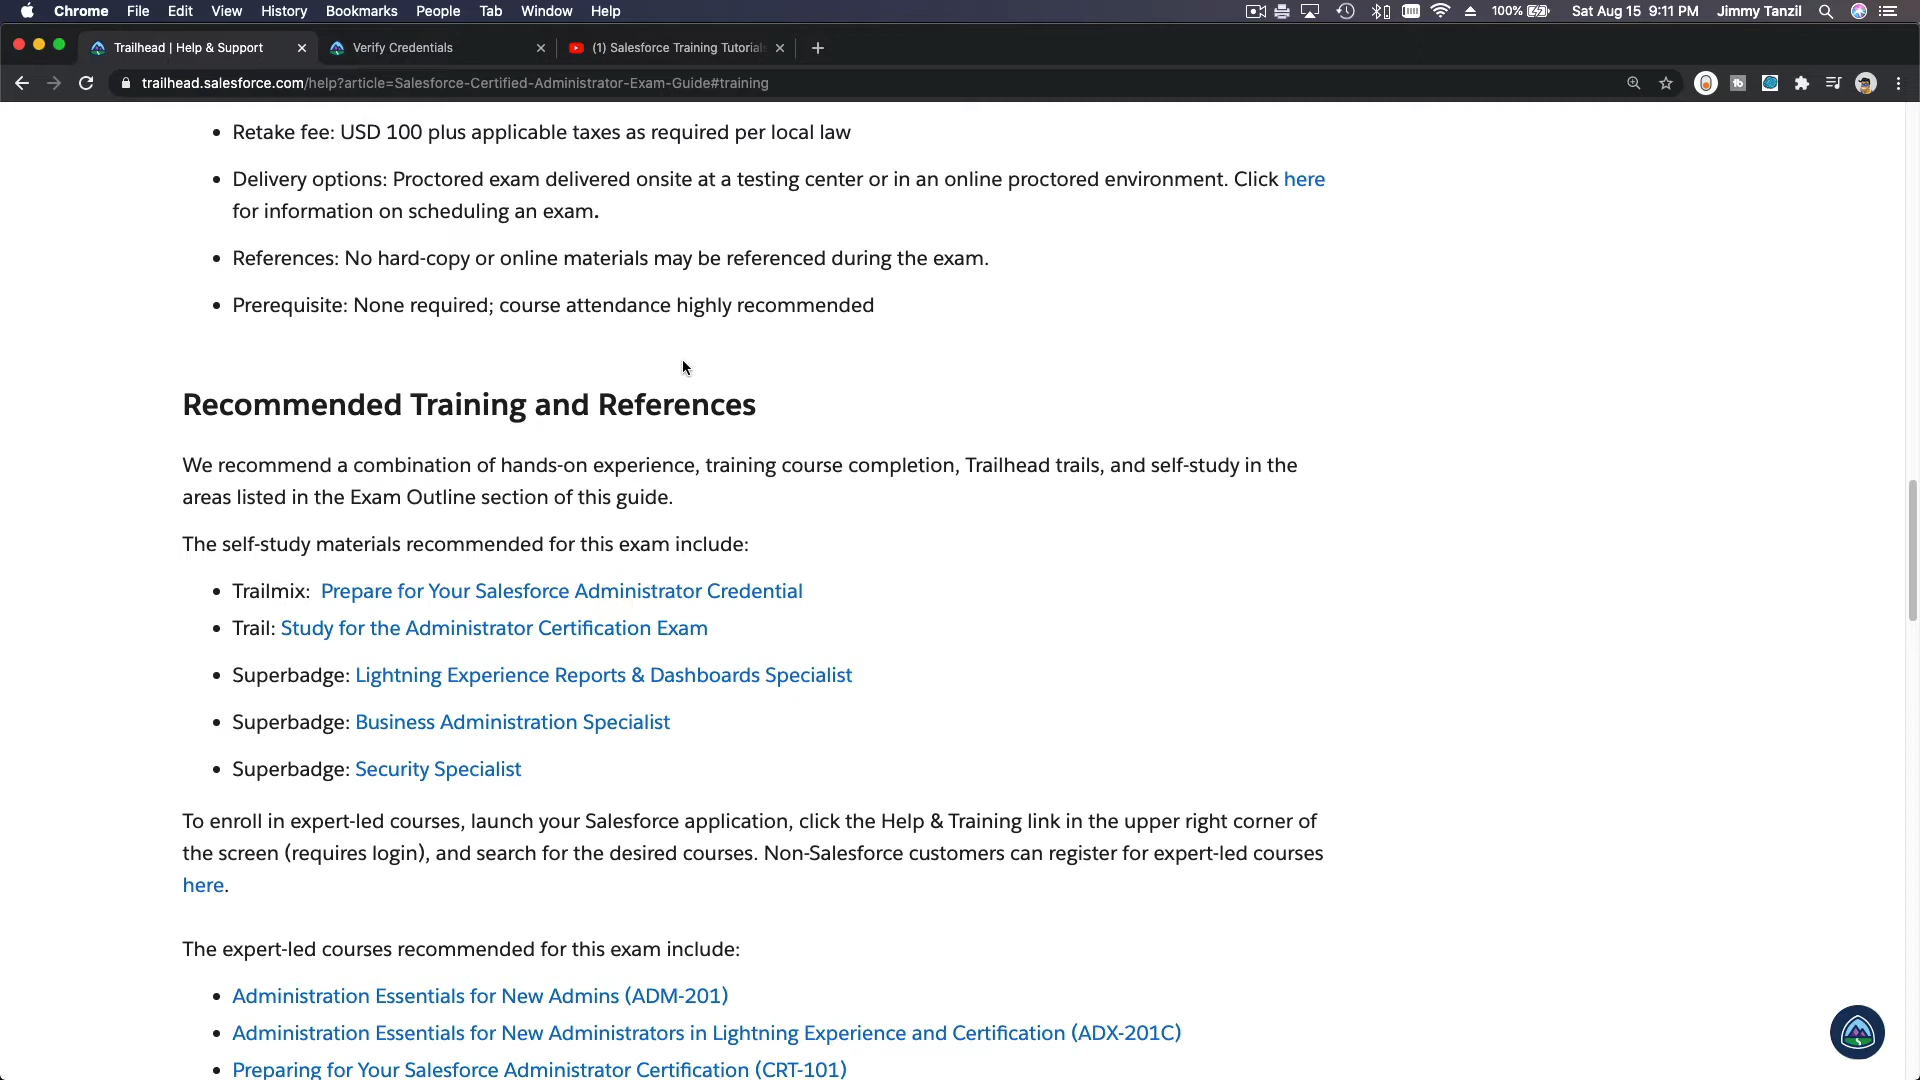 Chrome File Edit View History Bookmarks People Tab Window Help 100% Sat Aug 15 9:11 PM Jimmy Tanzil
Trailhead | Help & Support Verify Credentials (1) Salesforce Training Tutorial
trailhead.salesforce.com/help?article=Salesforce-Certified-Administrator-Exam-Guide#training
• Retake fee: USD 100 plus applicable taxes as required per local law
• Delivery options: Proctored exam delivered onsite at a testing center or in an online proctored environment. Click here
for information on scheduling an exam.
• References: No hard-copy or online materials may be referenced during the exam.
• Prerequisite: None required; course attendance highly recommended
Recommended Training and References
We recommend a combination of hands-on experience, training course completion, Trailhead trails, and self-study in the
areas listed in the Exam Outline section of this guide.
The self-study materials recommended for this exam include:
• Trailmix: Prepare for Your Salesforce Administrator Credential
• Trail: Study for the Administrator Certification Exam
• Superbadge: Lightning Experience Reports & Dashboards Specialist
• Superbadge: Business Administration Specialist
• Superbadge: Security Specialist
To enroll in expert-led courses, launch your Salesforce application, click the Help & Training link in the upper right corner of
the screen (requires login), and search for the desired courses. Non-Salesforce customers can register for expert-led courses
here.
The expert-led courses recommended for this exam include:
• Administration Essentials for New Admins (ADM-201)
• Administration Essentials for New Administrators in Lightning Experience and Certification (ADX-201C)
• Preparing for Your Salesforce Administrator Certification (CRT-101)